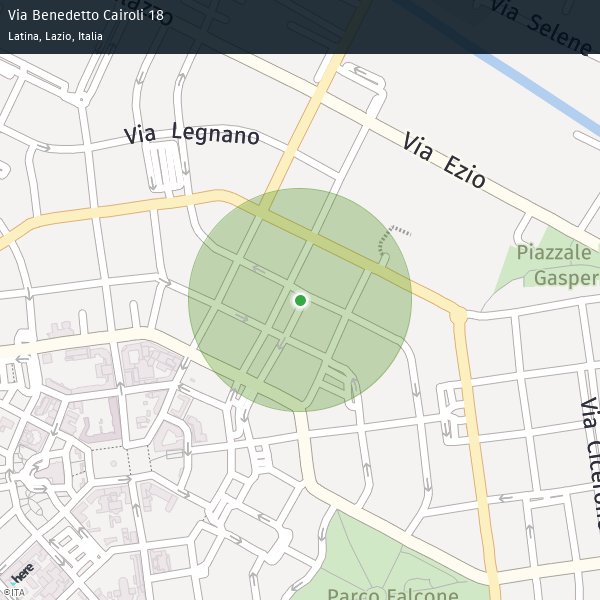 Via Benedetto Cairoli 18
Latina, Lazio, Italia
Via Selene
Via Legnano
Via Ezio
Piazzale
Gasper
Via Cicerone
Parco Falcone
here
©ITA